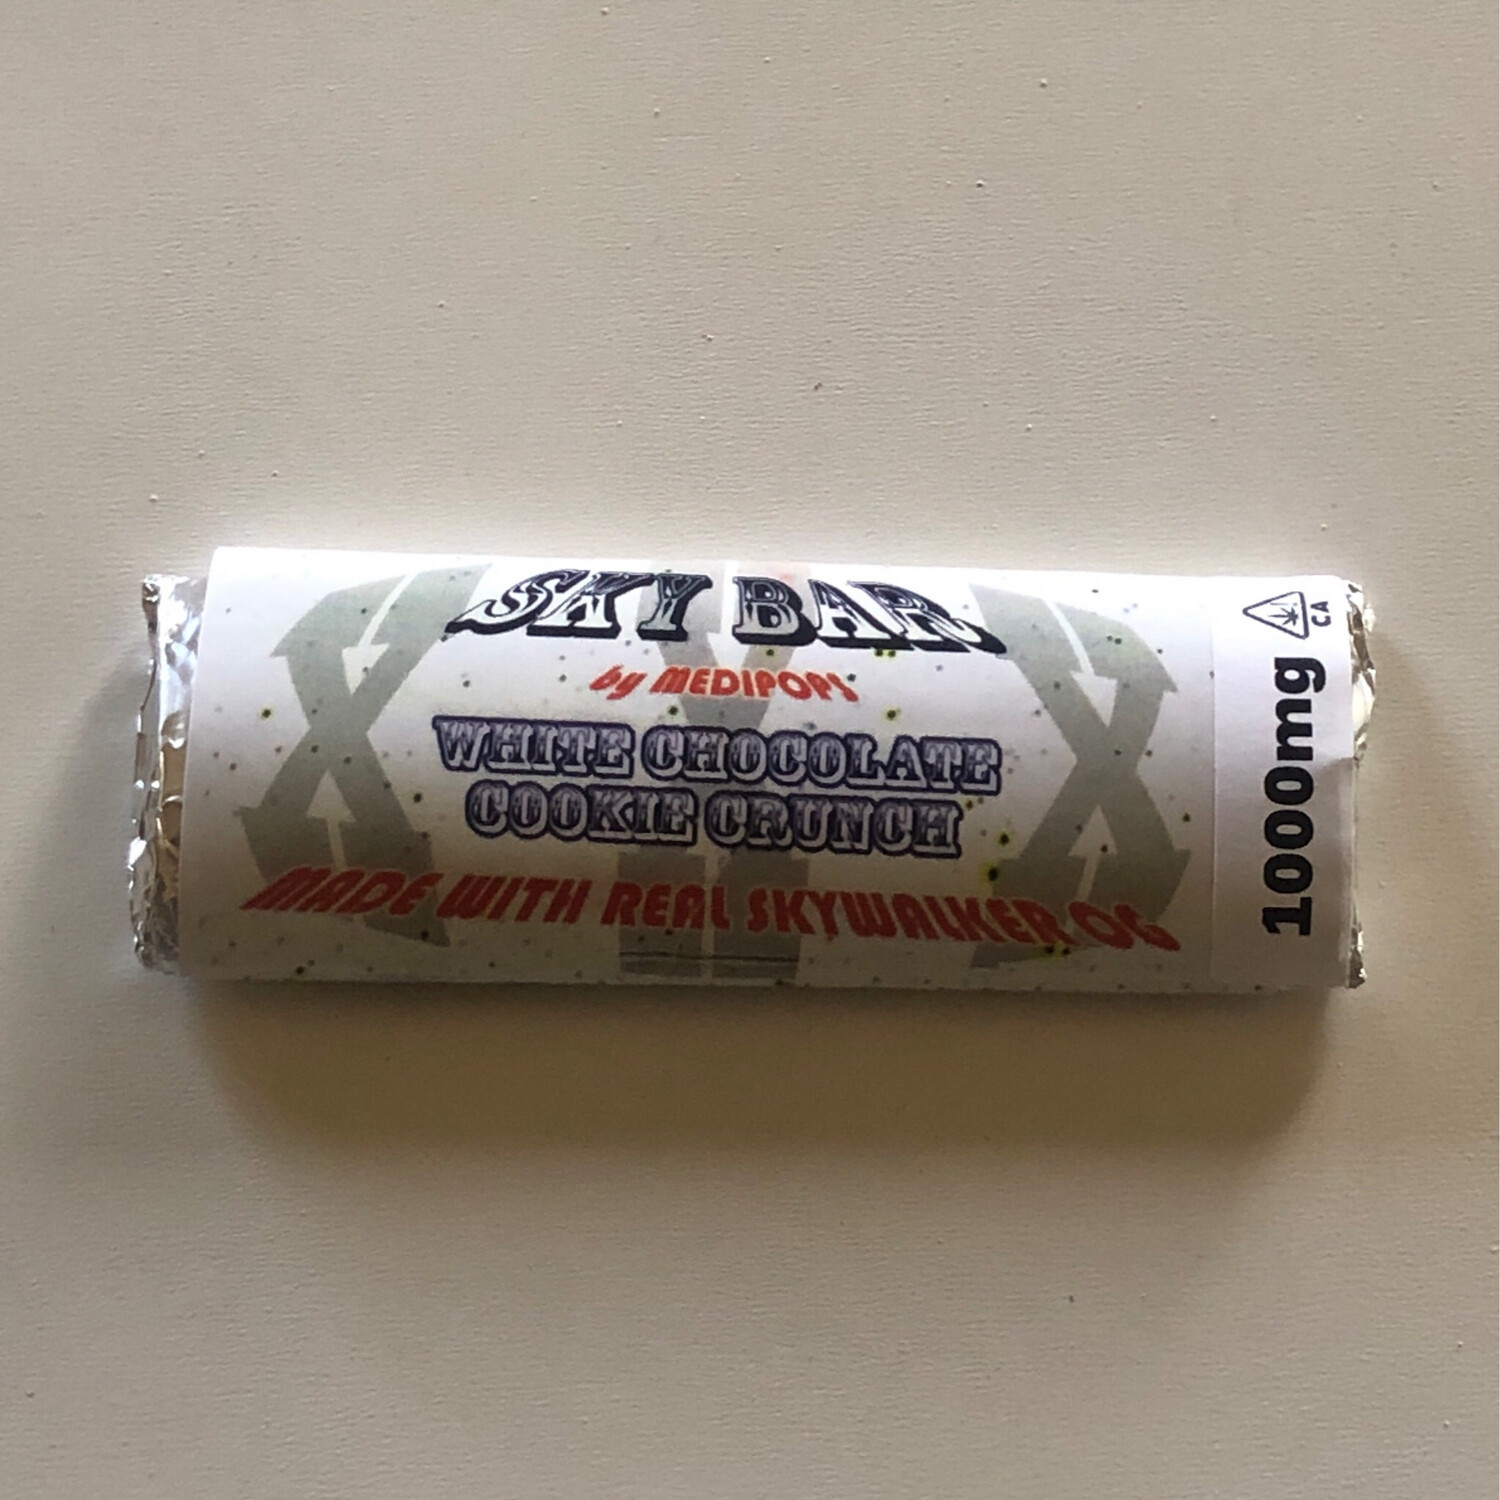 SKY BAR
by MEDIPOPS
WHITE CHOCOLATE
COOKIE CRUNCH
MADE WITH REAL SKYWALKER OG
1000mg
CA